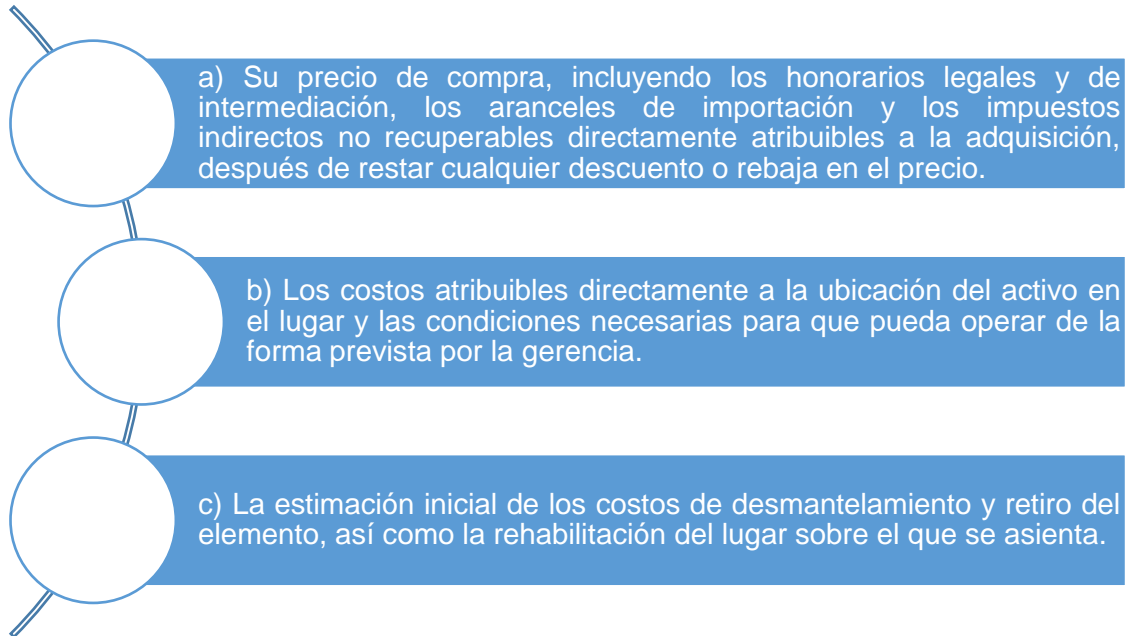 a) Su precio de compra, incluyendo los honorarios legales y de
intermediación, los aranceles de importación y los impuestos
indirectos no recuperables directamente atribuibles a la adquisición,
después de restar cualquier descuento o rebaja en el precio.
b) Los costos atribuibles directamente a la ubicación del activo en
el lugar y las condiciones necesarias para que pueda operar de la
forma prevista por la gerencia.
c) La estimación inicial de los costos de desmantelamiento y retiro del
elemento, así como la rehabilitación del lugar sobre el que se asienta.